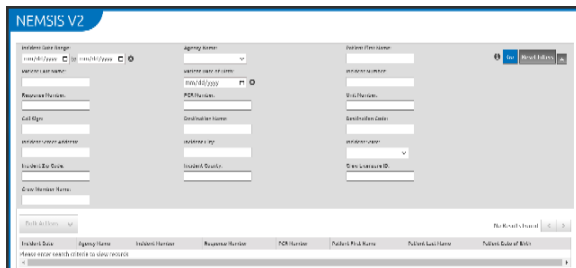 NEMSIS V2
Incident Date Range: Agency Name: Patient First Name:
mm/dd/yyyy to mm/dd/yyyy Go Reset Filters
Patient Last Name: Patient Date of Birth: Incident Number:
mm/dd/yyyy
Response Number: PCR Number: Unit Number:
Call Sign: Destination Name: Destination Code:
Incident Street Address: Incident City: Incident State:
Incident Zip Code: Incident County: Crew Licensure ID:
Crew Member Name:
Bulk Actions No Results Found
Incident Date Agency Name Incident Number Response Number PCR Number Patient First Name Patient Last Name Patient Date of Birth
Please enter search criteria to view records